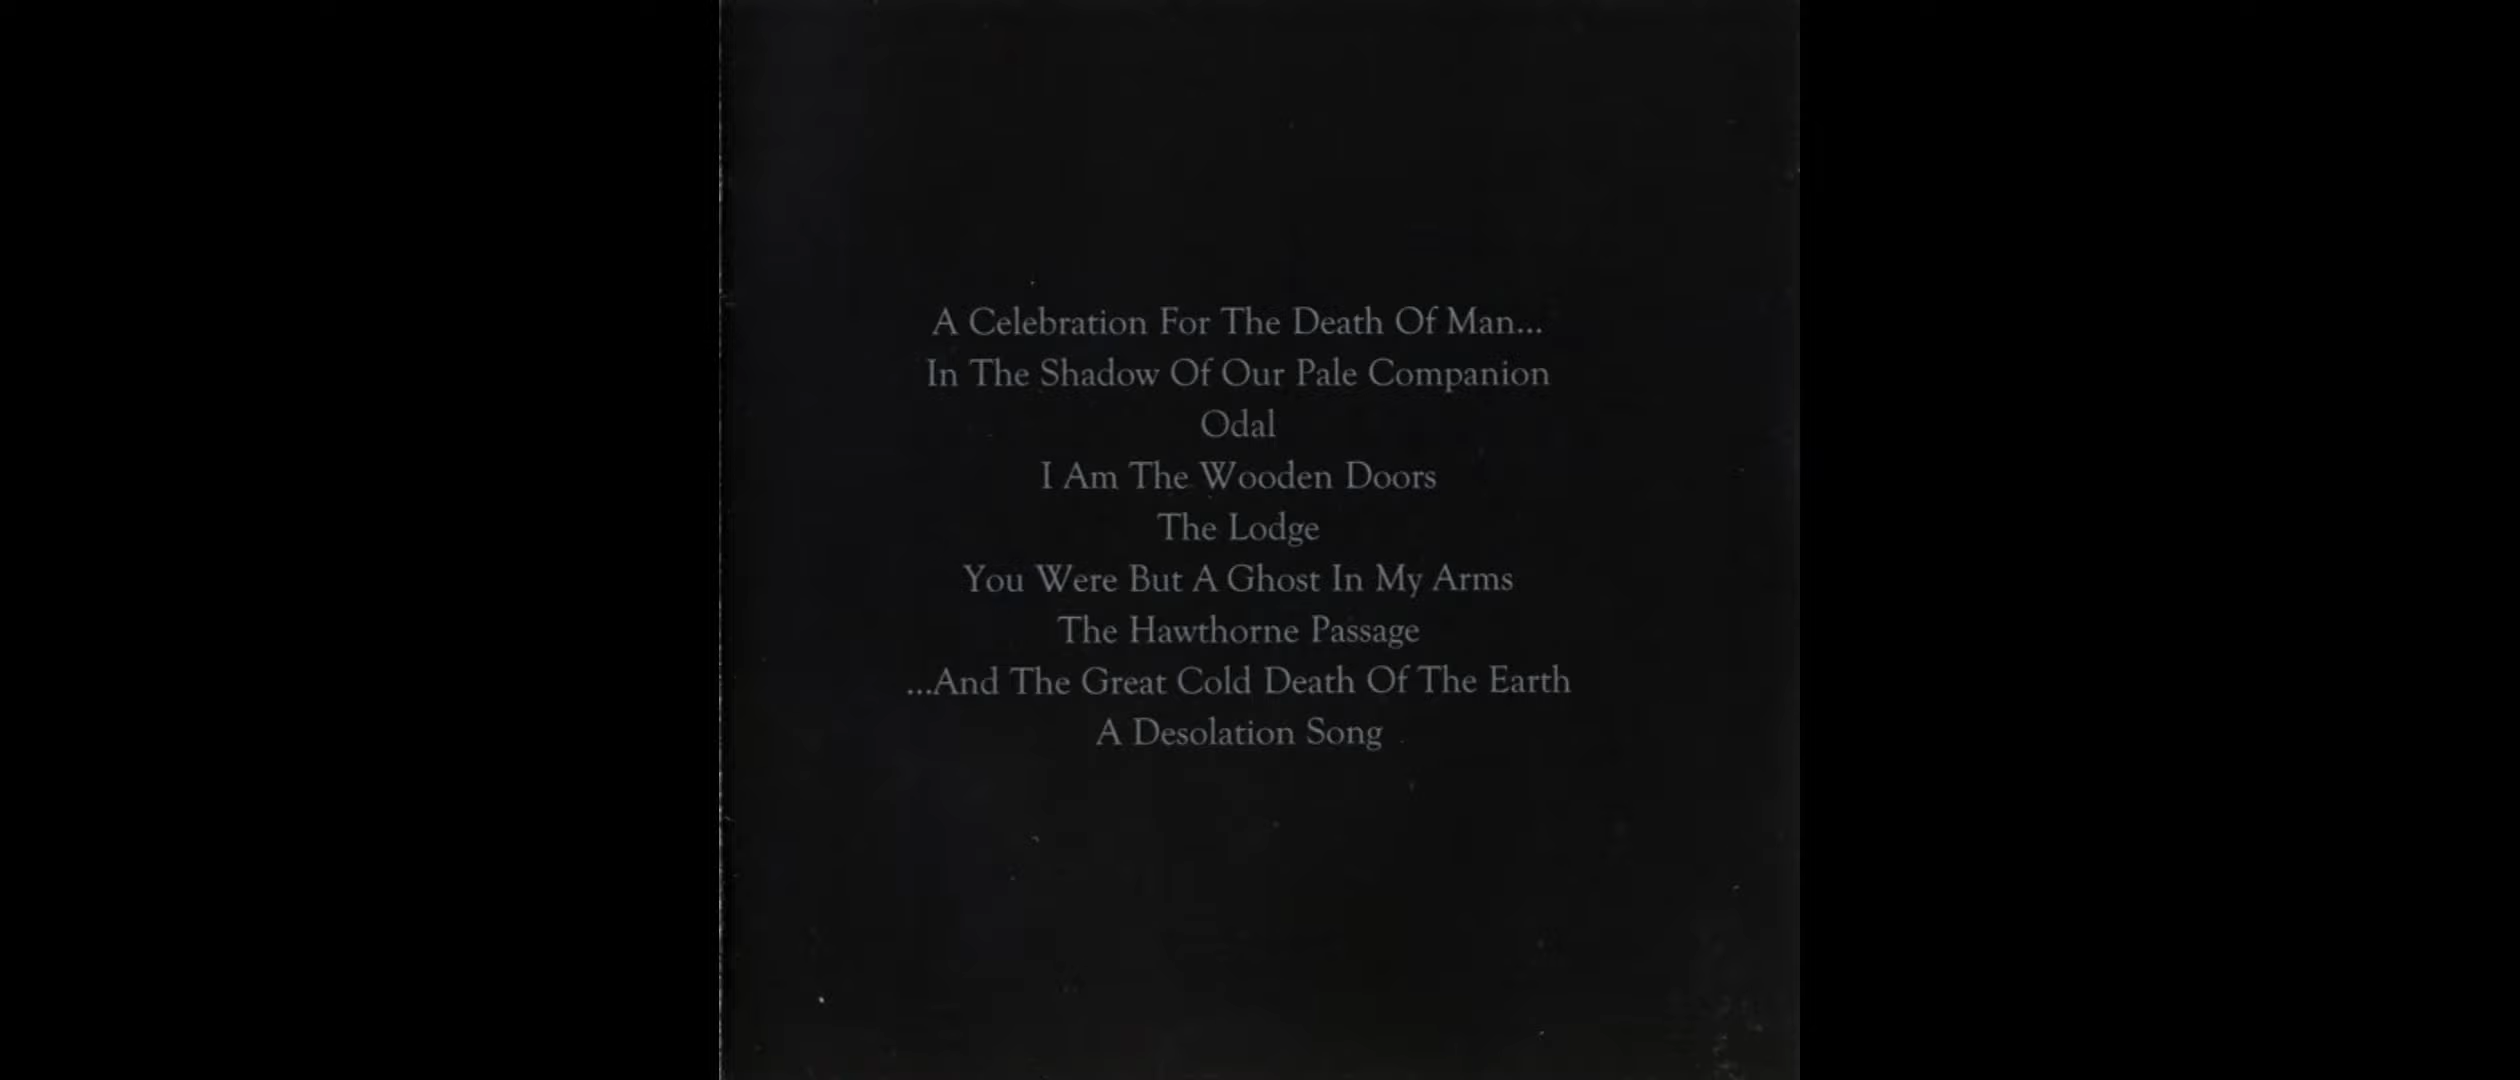 A Celebration For The Death Of Man...
In The Shadow Of Our Pale Companion
Odal
I Am The Wooden Doors
The Lodge
You Were But A Ghost In My Arms
The Hawthorne Passage
...And The Great Cold Death Of The Earth
A Desolation Song